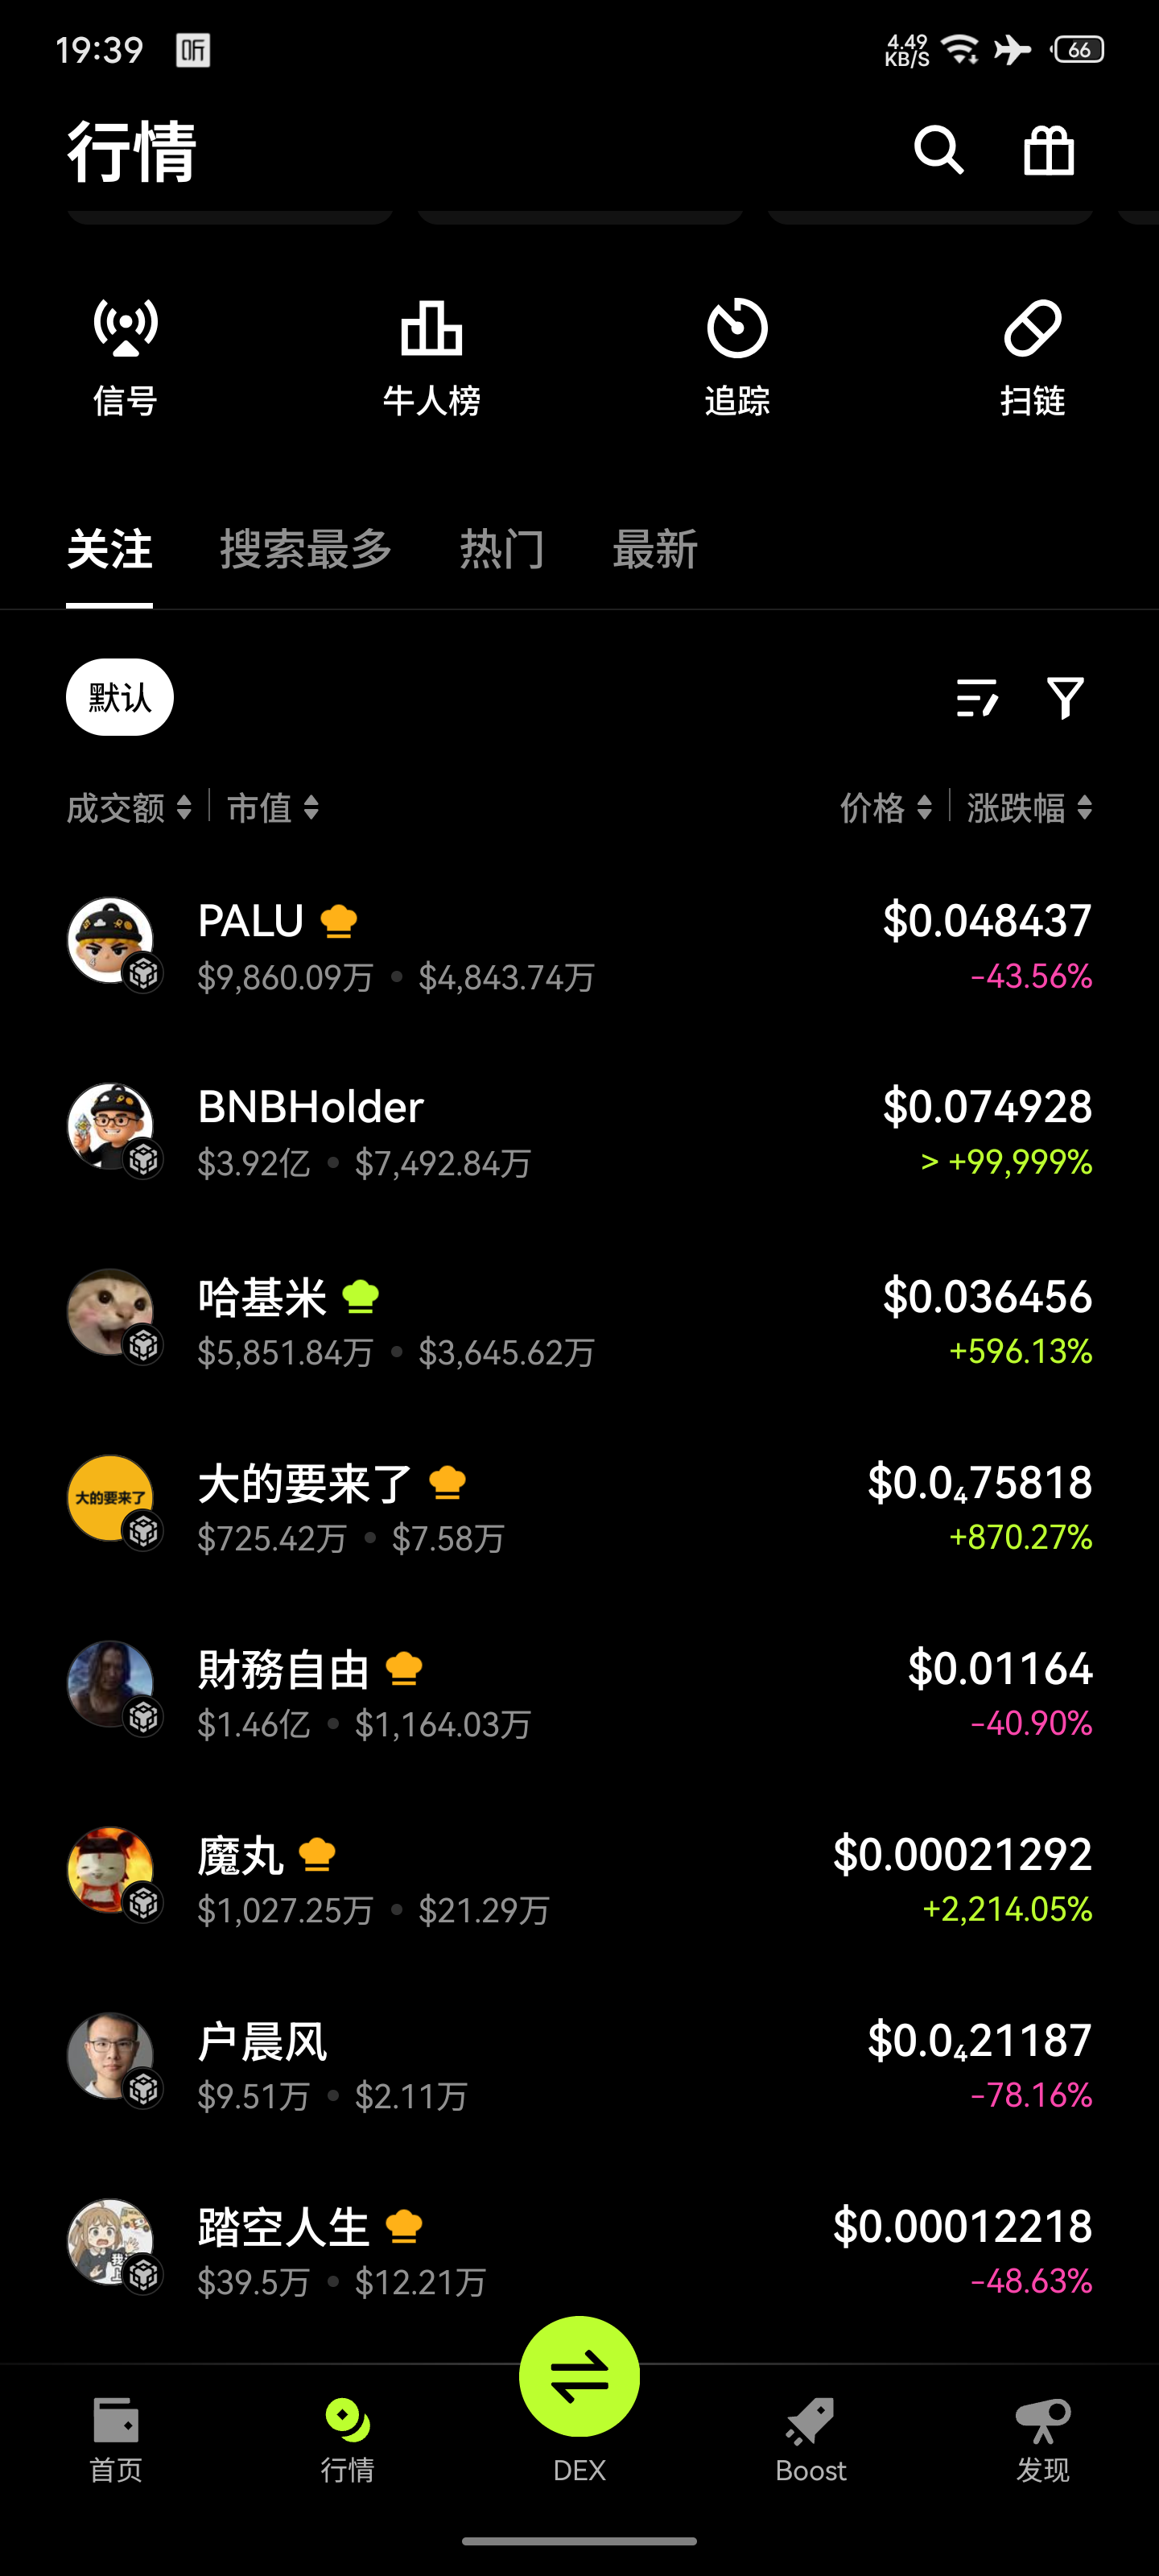 19:39 听 4.49 KB/S 66
行情
信号 牛人榜 追踪 扫链
关注 搜索最多 热门 最新
默认
成交额 市值 价格 涨跌幅
PALU $0.048437
$9,860.09万 • $4,843.74万 -43.56%
BNBHolder $0.074928
$3.92亿 • $7,492.84万 > +99,999%
哈基米 $0.036456
$5,851.84万 • $3,645.62万 +596.13%
大的要来了 大的要来了 $0.0₄75818
$725.42万 • $7.58万 +870.27%
財務自由 $0.01164
$1.46亿 • $1,164.03万 -40.90%
魔丸 $0.00021292
$1,027.25万 • $21.29万 +2,214.05%
户晨风 $0.0₄21187
$9.51万 • $2.11万 -78.16%
踏空人生 $0.00012218
$39.5万 • $12.21万 -48.63%
首页 行情 DEX Boost 发现